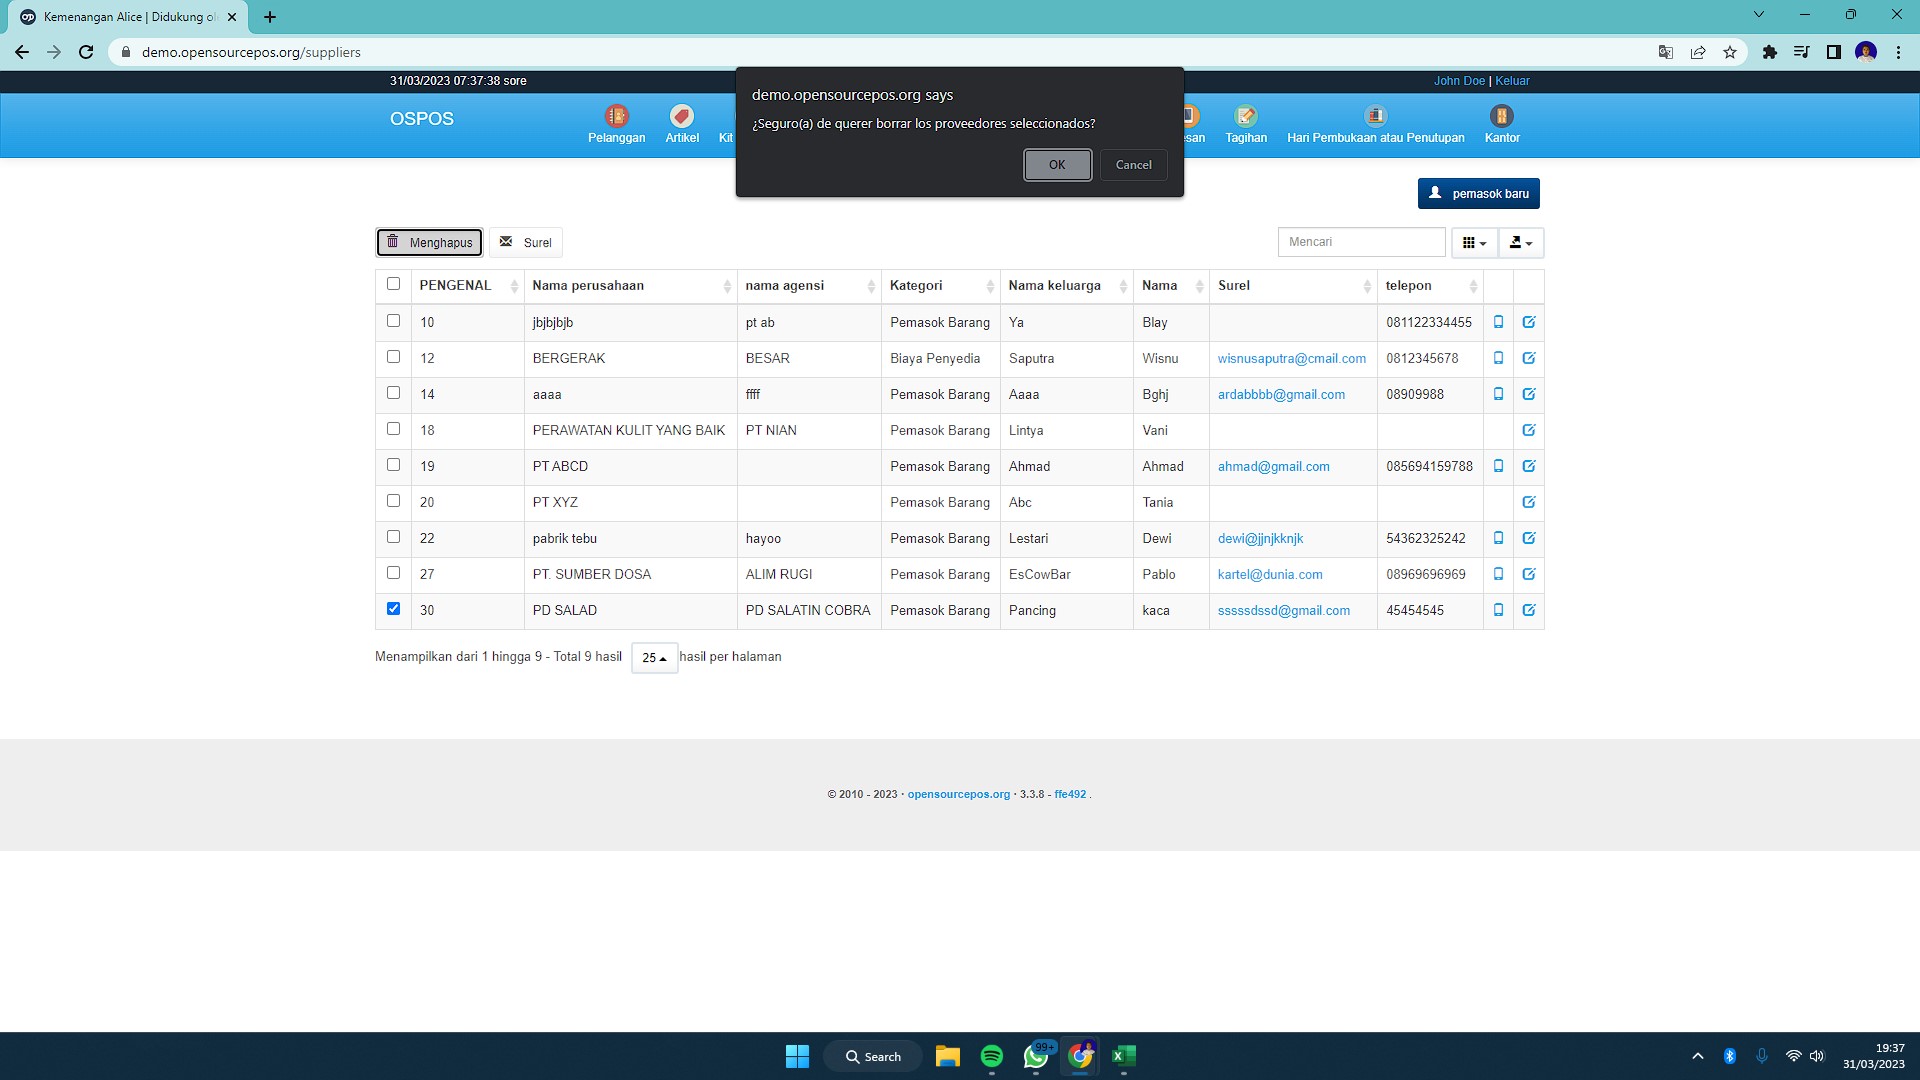 Kemenangan Alice | Didukung ol
demo.opensourcepos.org/suppliers
31/03/2023 07:37:38 sore
John Doe | Keluar
OSPOS
Pelanggan
Artikel
Kit
san
Tagihan
Hari Pembukaan atau Penutupan
Kantor
demo.opensourcepos.org says
¿Seguro(a) de querer borrar los proveedores seleccionados?
OK
Cancel
pemasok baru
Menghapus
Surel
Mencari
PENGENAL Nama perusahaan nama agensi Kategori Nama keluarga Nama Surel telepon
10 jbjbjbjb pt ab Pemasok Barang Ya Blay 081122334455
12 BERGERAK BESAR Biaya Penyedia Saputra Wisnu wisnusaputra@cmail.com 0812345678
14 aaaa ffff Pemasok Barang Aaaa Bghj ardabbbb@gmail.com 08909988
18 PERAWATAN KULIT YANG BAIK PT NIAN Pemasok Barang Lintya Vani
19 PT ABCD Pemasok Barang Ahmad Ahmad ahmad@gmail.com 085694159788
20 PT XYZ Pemasok Barang Abc Tania
22 pabrik tebu hayoo Pemasok Barang Lestari Dewi dewi@jjnjkknjk 54362325242
27 PT. SUMBER DOSA ALIM RUGI Pemasok Barang EsCowBar Pablo kartel@dunia.com 08969696969
30 PD SALAD PD SALATIN COBRA Pemasok Barang Pancing kaca sssssdssd@gmail.com 45454545
Menampilkan dari 1 hingga 9 - Total 9 hasil 25 hasil per halaman
© 2010 - 2023 · opensourcepos.org · 3.3.8 - ffe492 .
Search
99+
19:37
31/03/2023